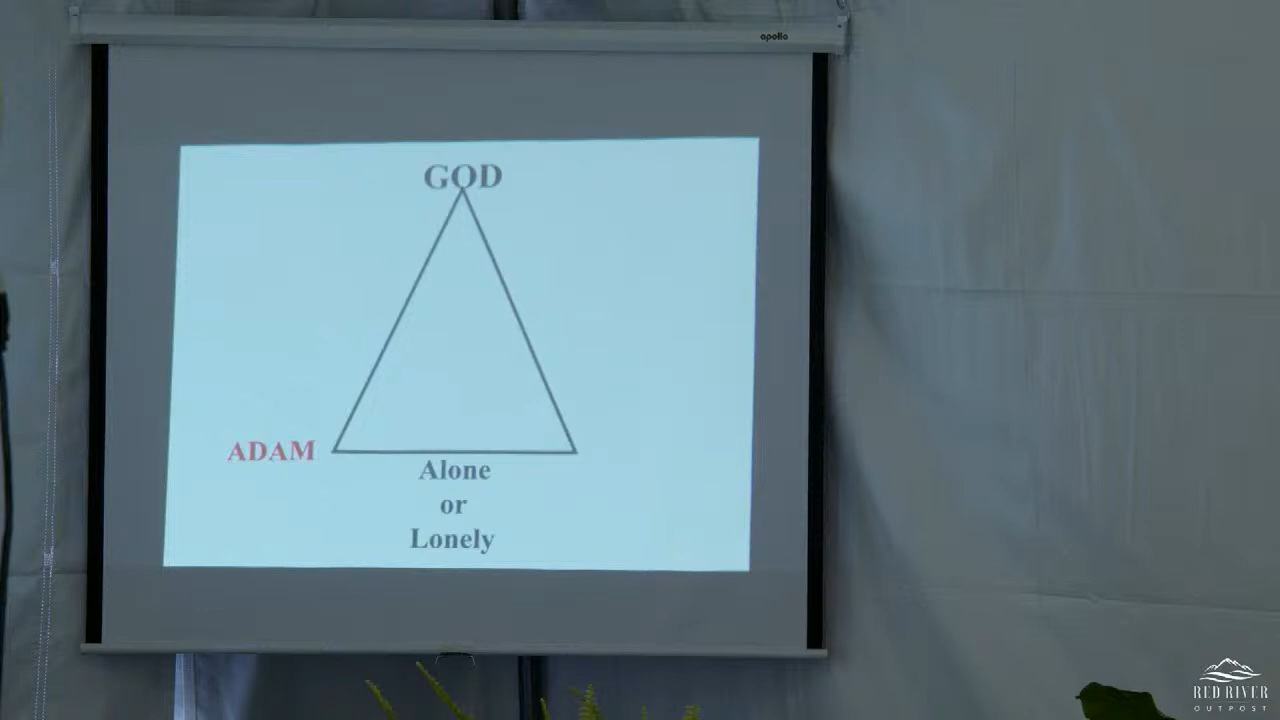 apollo
GOD
ADAM
Alone
or
Lonely
RED RIVER
OUTPOST